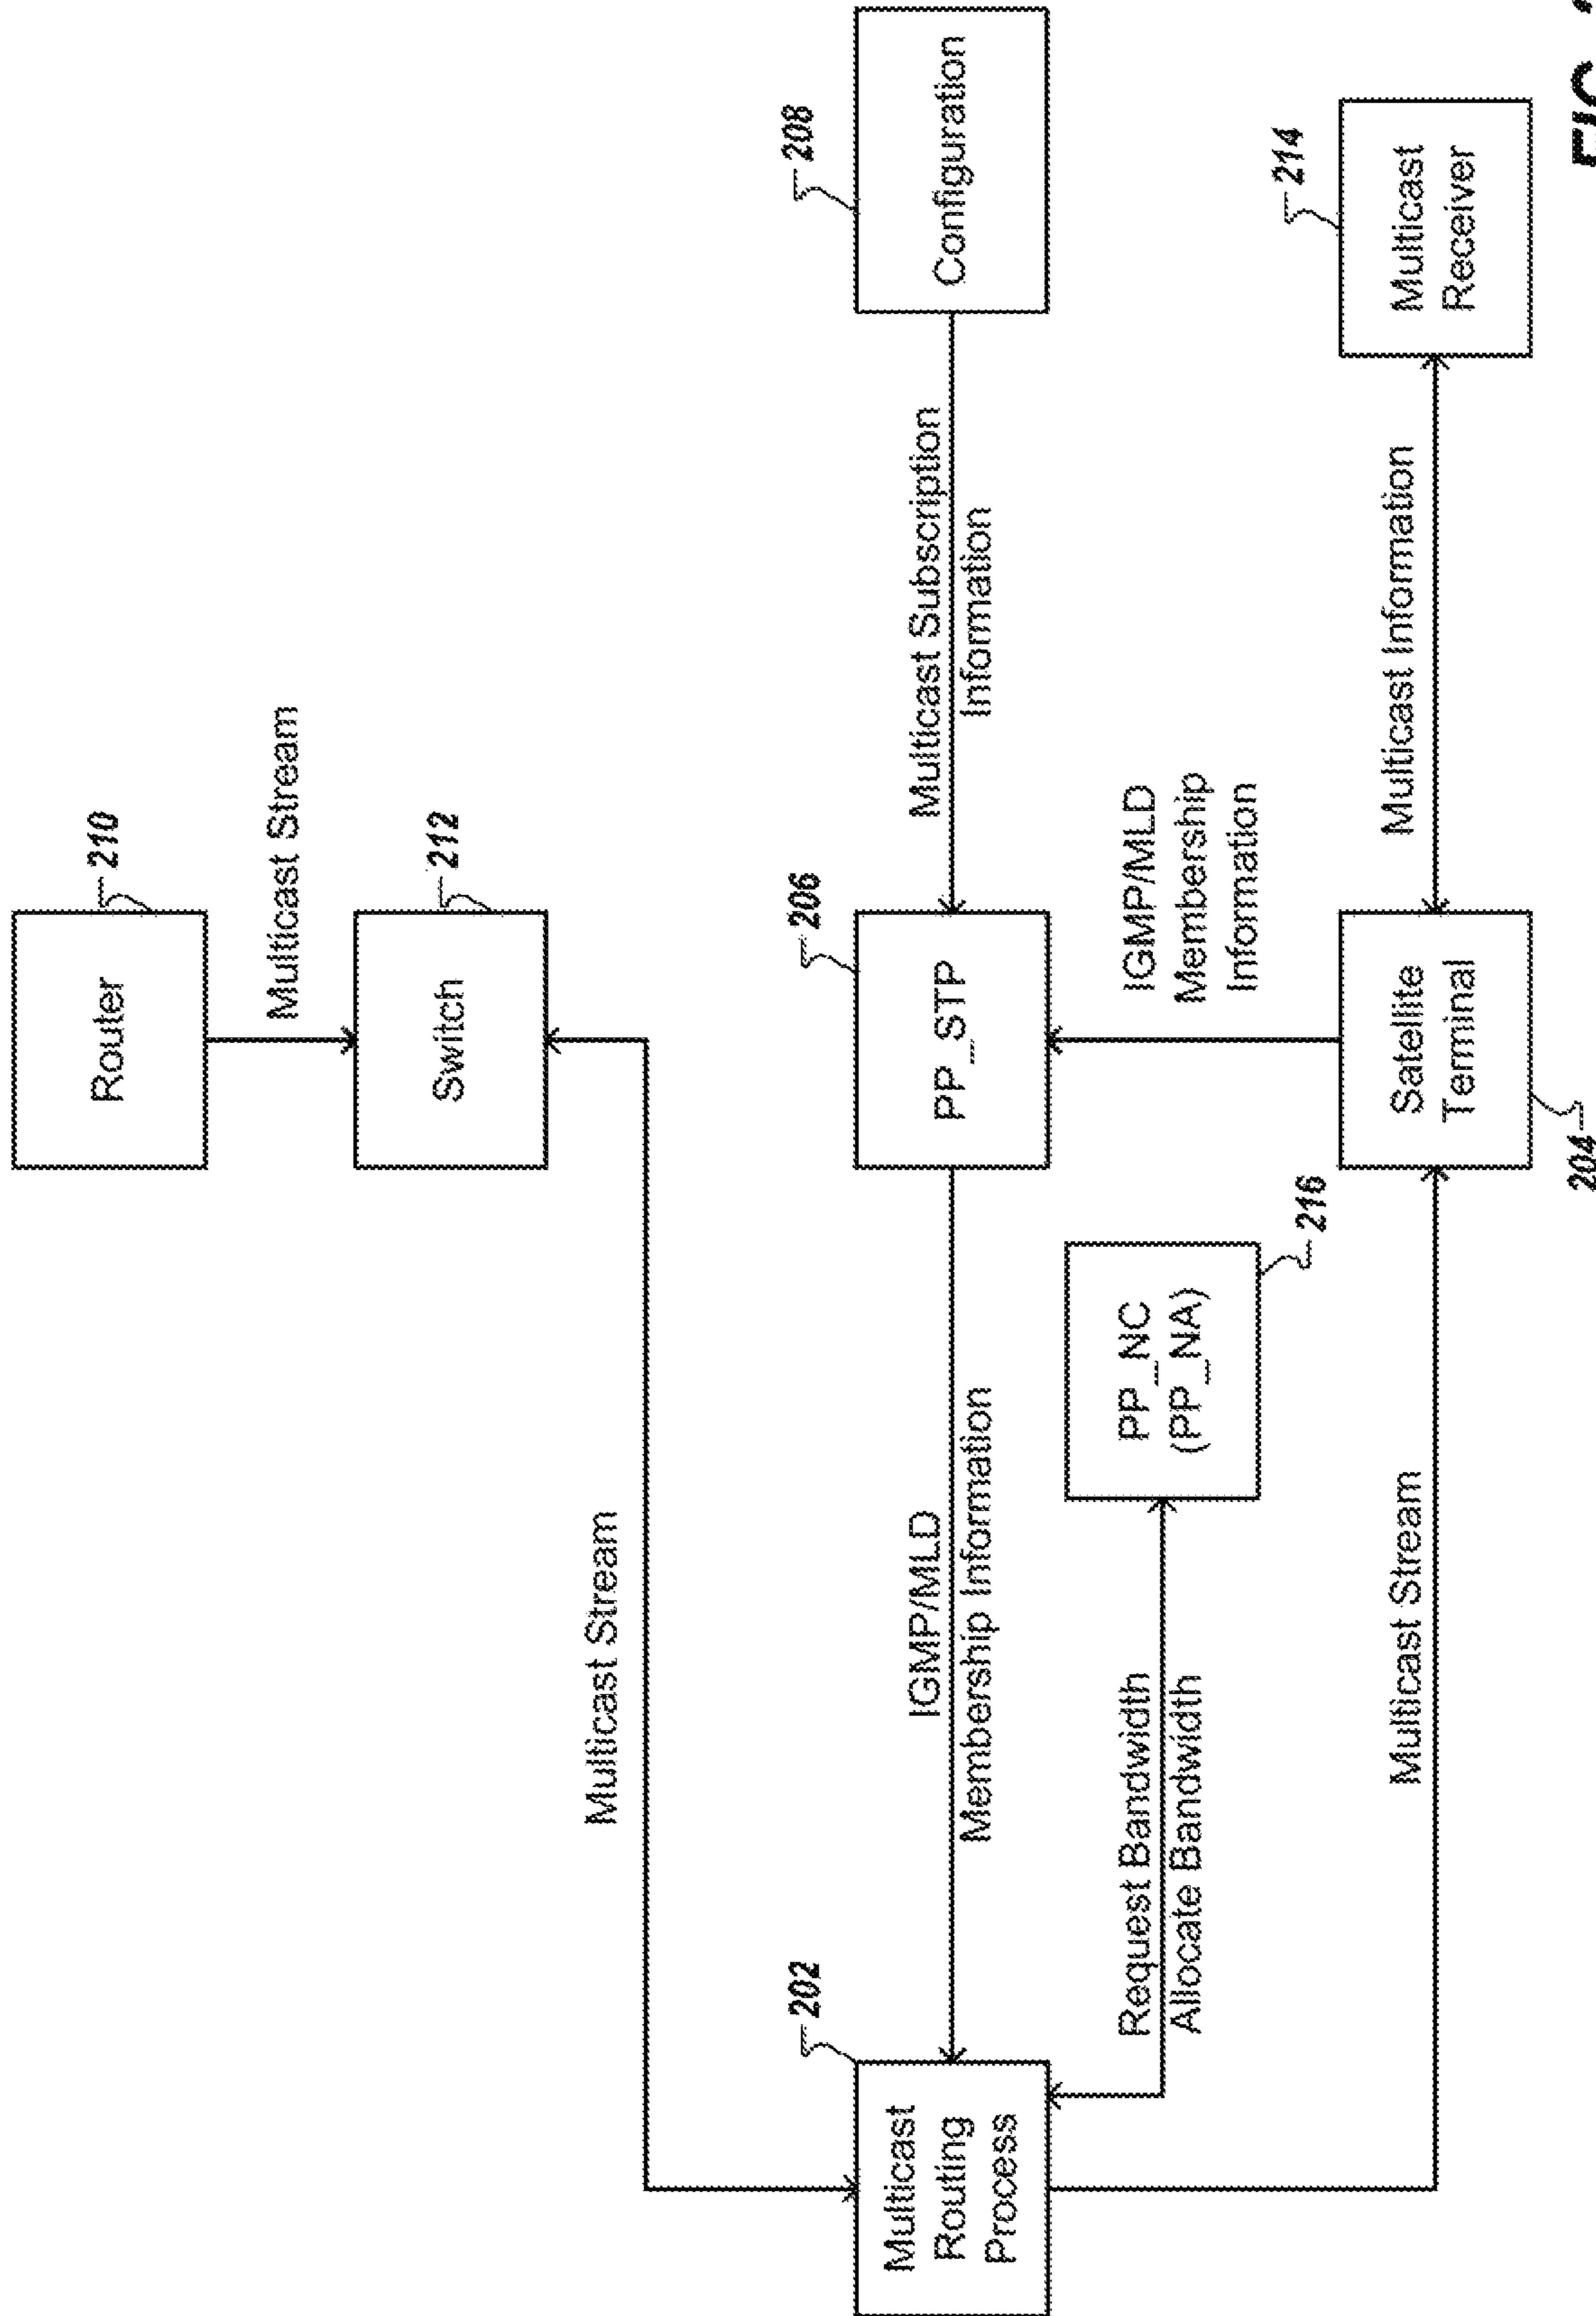 Router
210
Multicast Stream
Switch
212
Multicast Stream
202
Multicast
Routing
Process
IGMP/MLD
Membership Information
206
PP_STP
Multicast Subscription
Information
208
Configuration
Request Bandwidth
Allocate Bandwidth
PP_NC
(PP_NA)
216
IGMP/MLD
Membership
Information
Multicast Stream
Satellite
Terminal
204
Multicast Information
214
Multicast
Receiver
FIG.